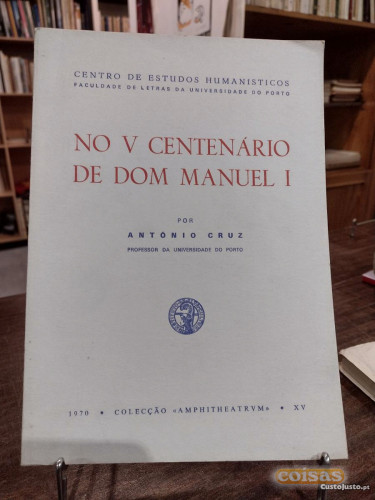 CENTRO DE ESTUDOS HUMANÍSTICOS
FACULDADE DE LETRAS DA UNIVERSIDADE DO PORTO
NO V CENTENÁRIO
DE DOM MANUEL I
POR
ANTÓNIO CRUZ
PROFESSOR DA UNIVERSIDADE DO PORTO
1970 • COLECÇÃO «AMPHITHEATRVM» • XV
coisas
CustoJusto.pt